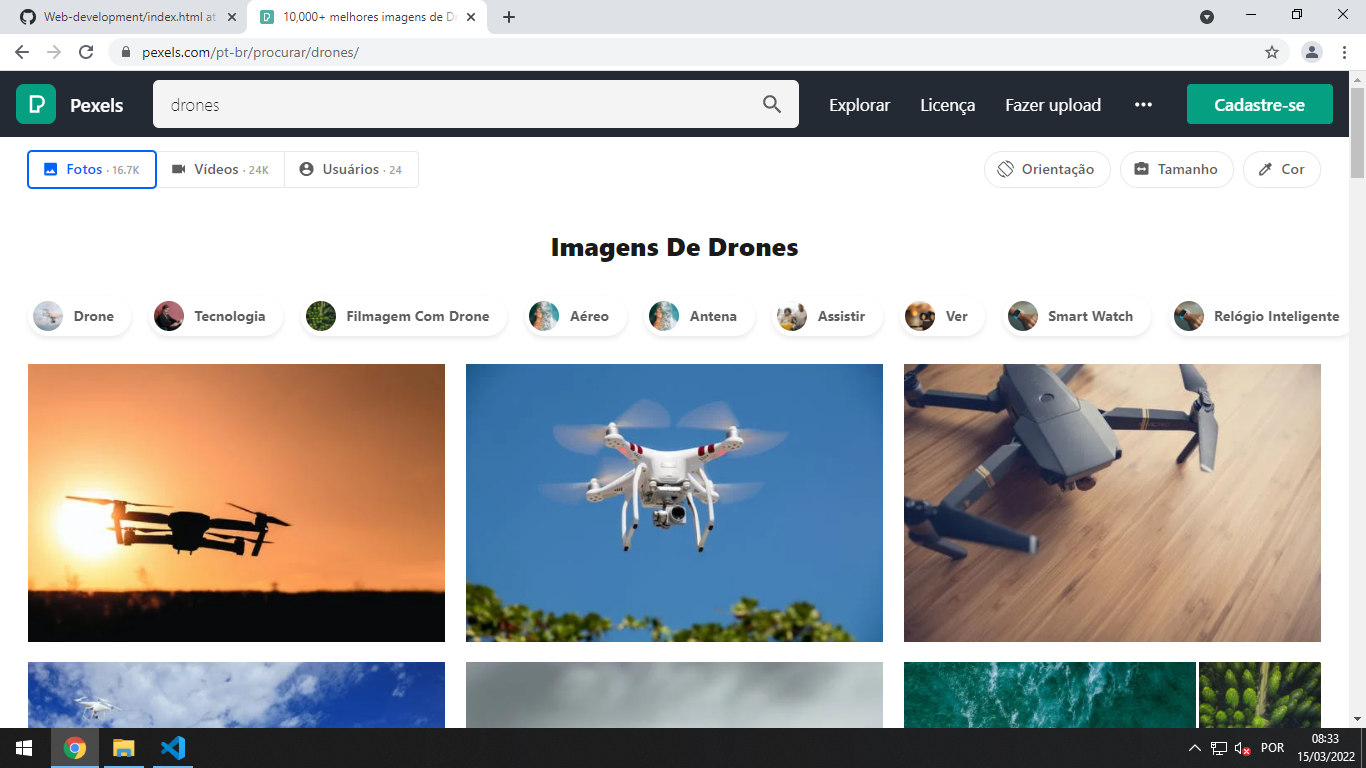 Web-development/index.html at
10,000+ melhores imagens de Dr
pexels.com/pt-br/procurar/drones/
Pexels
drones
Explorar
Licença
Fazer upload
Cadastre-se
Fotos · 16.7K
Vídeos · 24K
Usuários · 24
Orientação
Tamanho
Cor
Imagens De Drones
Drone
Tecnologia
Filmagem Com Drone
Aéreo
Antena
Assistir
Ver
Smart Watch
Relógio Inteligente
POR
08:33
15/03/2022